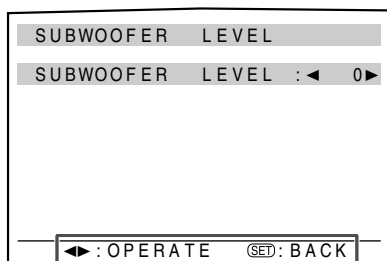 SUBWOOFER LEVEL
SUBWOOFER LEVEL :◄ 0►
◄►:OPERATE SET:BACK